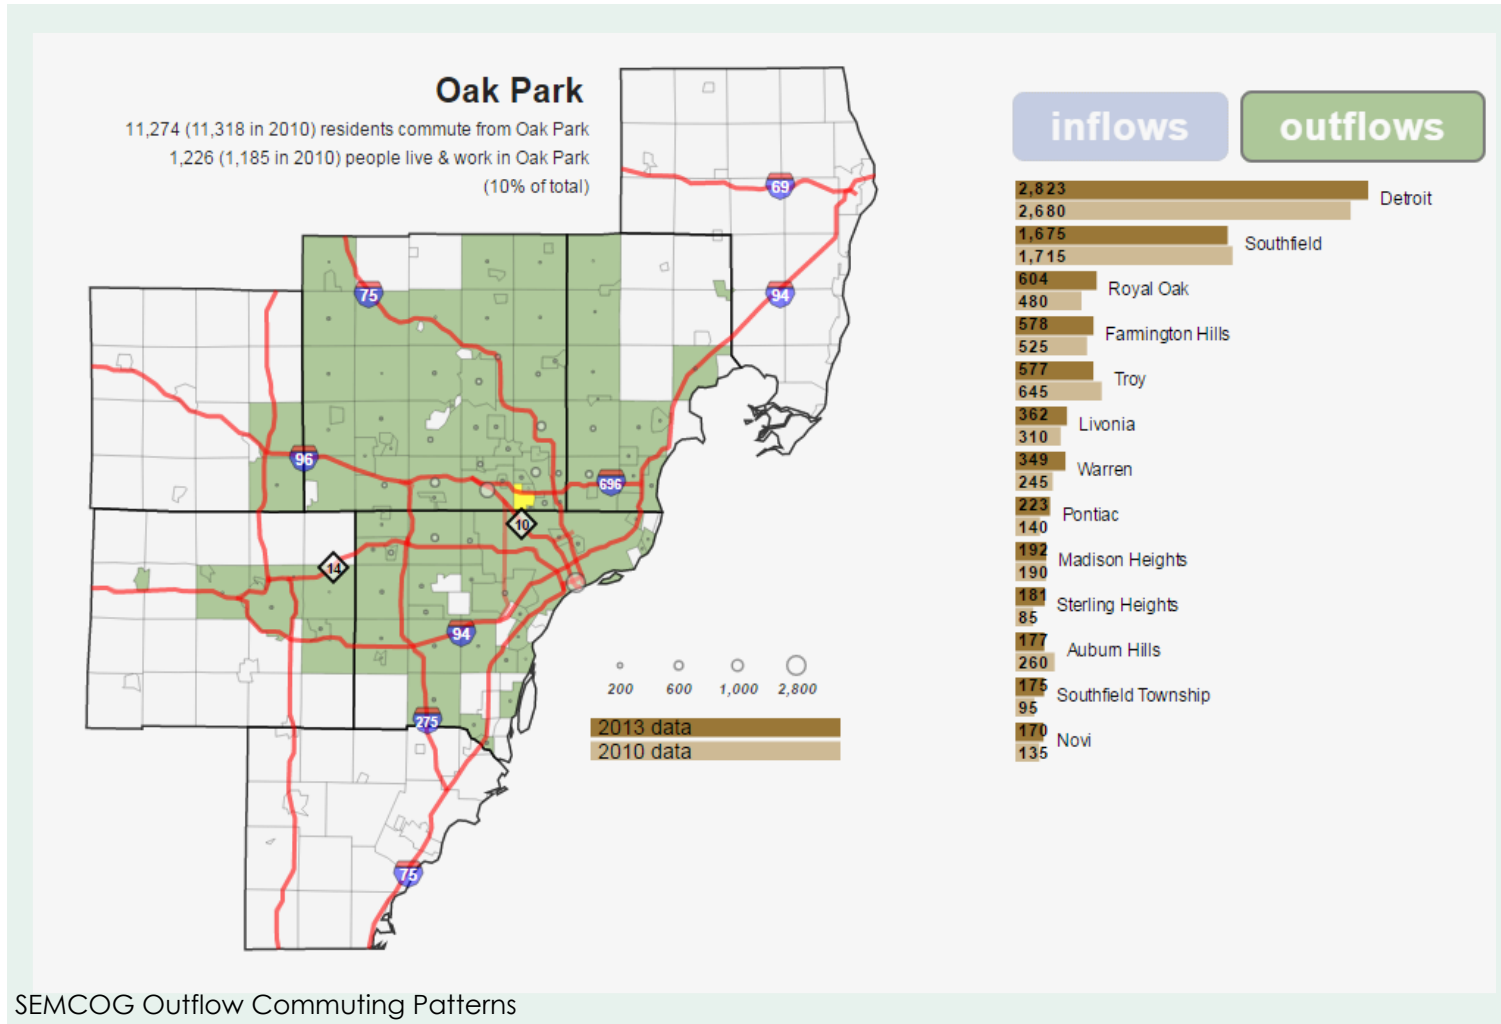 Oak Park
11,274 (11,318 in 2010) residents commute from Oak Park
1,226 (1,185 in 2010) people live & work in Oak Park
(10% of total)
inflows
outflows
2,823
Detroit
2,680
1,675
Southfield
1,715
604
Royal Oak
480
578
Farmington Hills
525
577
Troy
645
362
Livonia
310
349
Warren
245
223
Pontiac
140
192
Madison Heights
190
181
Sterling Heights
85
177
Auburn Hills
260
175
Southfield Township
95
170
Novi
135
69
75
94
96
696
10
14
94
275
75
200 600 1,000 2,800
2013 data
2010 data
SEMCOG Outflow Commuting Patterns